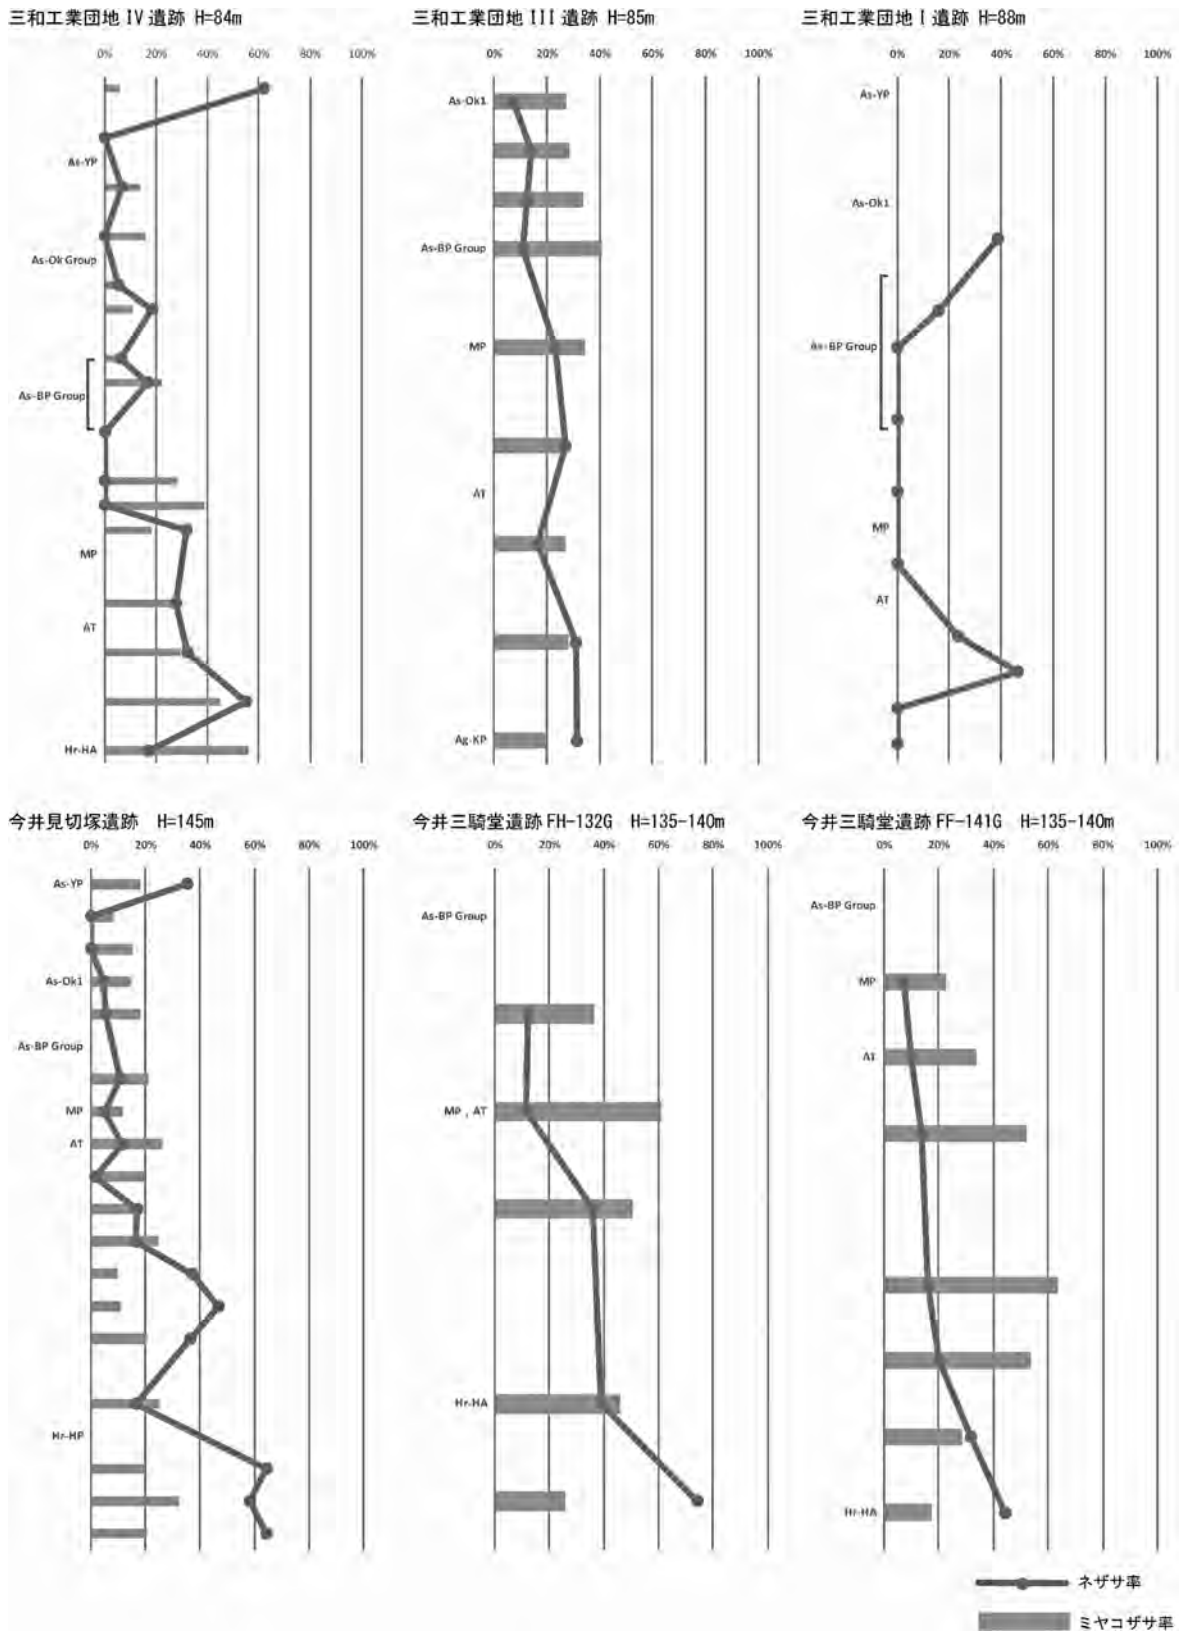 三和工業団地 IV 遺跡 H=84m
0% 20% 40% 60% 80% 100%
As-YP
As-Ok Group
As-BP Group
MP
AT
Hr-HA
三和工業団地 III 遺跡 H=85m
0% 20% 40% 60% 80% 100%
As-Ok1
As-BP Group
MP
AT
Ag-KP
三和工業団地 I 遺跡 H=88m
0% 20% 40% 60% 80% 100%
As-YP
As-Ok1
As-BP Group
MP
AT
今井見切塚遺跡 H=145m
0% 20% 40% 60% 80% 100%
As-YP
As-Ok1
As-BP Group
MP
AT
Hr-HP
今井三騎堂遺跡 FH-132G H=135-140m
0% 20% 40% 60% 80% 100%
As-BP Group
MP , AT
Hr-HA
今井三騎堂遺跡 FF-141G H=135-140m
0% 20% 40% 60% 80% 100%
As-BP Group
MP
AT
Hr-HA
ネザサ率
ミヤコザサ率